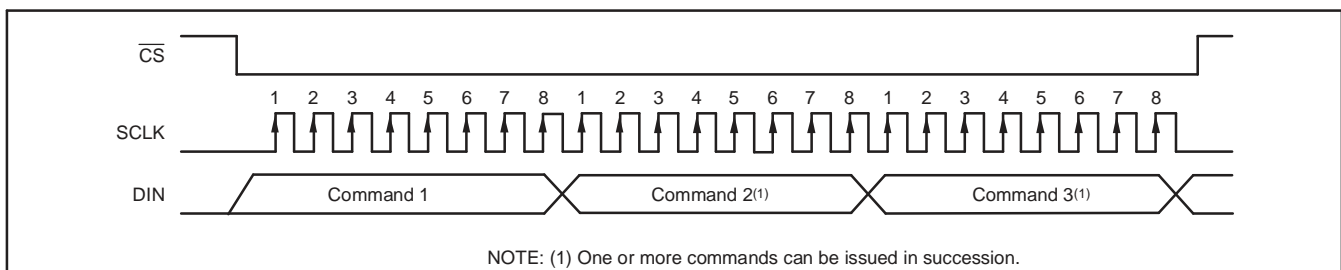 CS
1 2 3 4 5 6 7 8 1 2 3 4 5 6 7 8 1 2 3 4 5 6 7 8
SCLK
DIN Command 1 Command 2(1) Command 3(1)
NOTE: (1) One or more commands can be issued in succession.